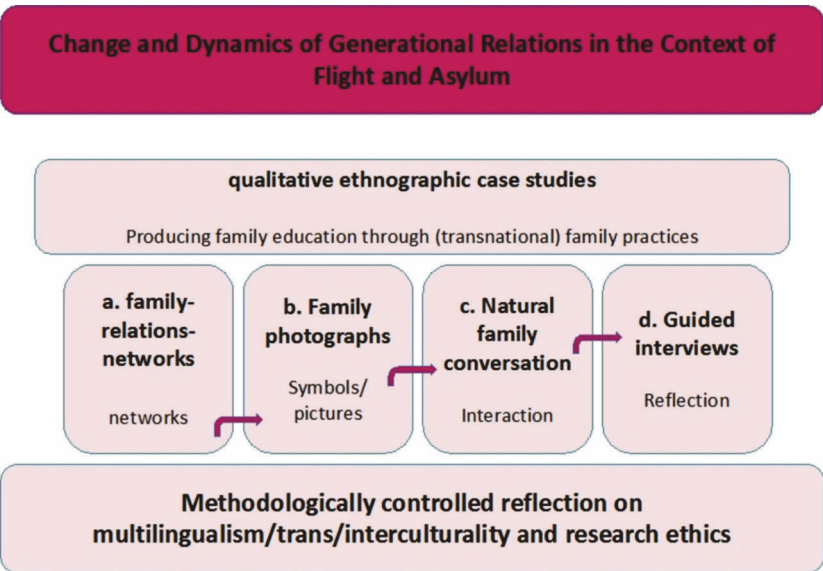 Change and Dynamics of Generational Relations in the Context of
Flight and Asylum
qualitative ethnographic case studies
Producing family education through (transnational) family practices
a. family-
relations-
networks
networks
b. Family
photographs
Symbols/
pictures
c. Natural
family
conversation
Interaction
d. Guided
interviews
Reflection
Methodologically controlled reflection on
multilingualism/trans/interculturality and research ethics